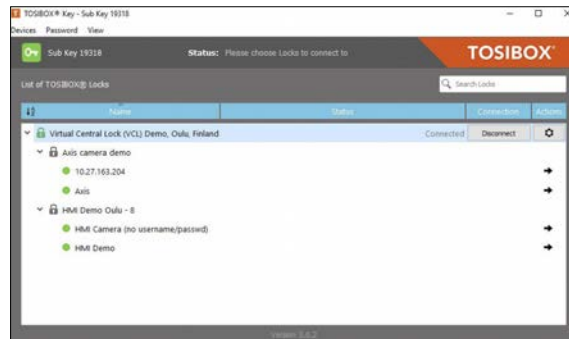 TOSIBOX® Key - Sub Key 19318
Devices Password View
Sub Key 19318 Status: Please choose Locks to connect to TOSIBOX®
List of TOSIBOX® Locks Search Locks
Name Status Connection Actions
Virtual Central Lock (VCL) Demo, Oulu, Finland Connected Disconnect
Axis camera demo
10.27.163.204
Axis
HMI Demo Oulu - 8
HMI Camera (no username/passwd)
HMI Demo